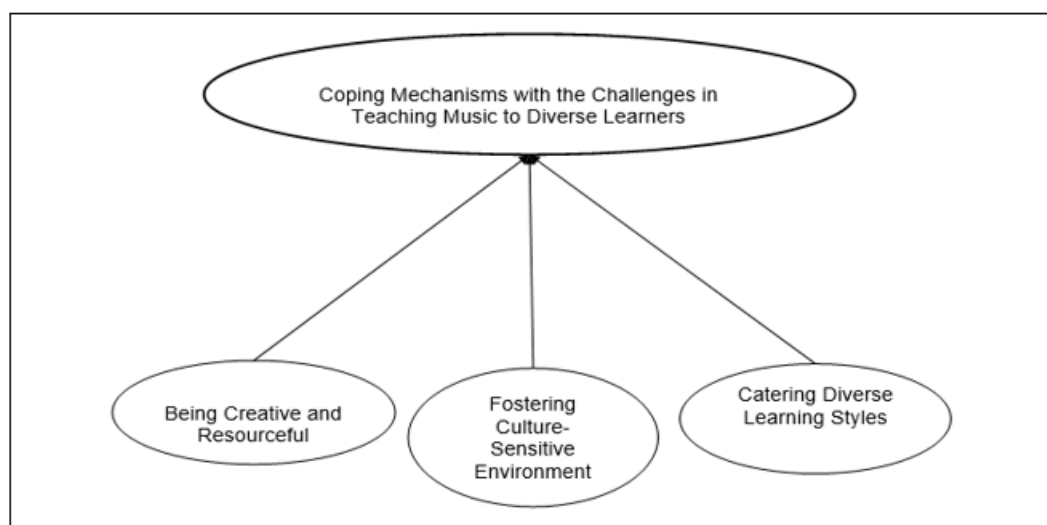 Coping Mechanisms with the Challenges in
Teaching Music to Diverse Learners
Being Creative and
Resourceful
Fostering
Culture-
Sensitive
Environment
Catering Diverse
Learning Styles